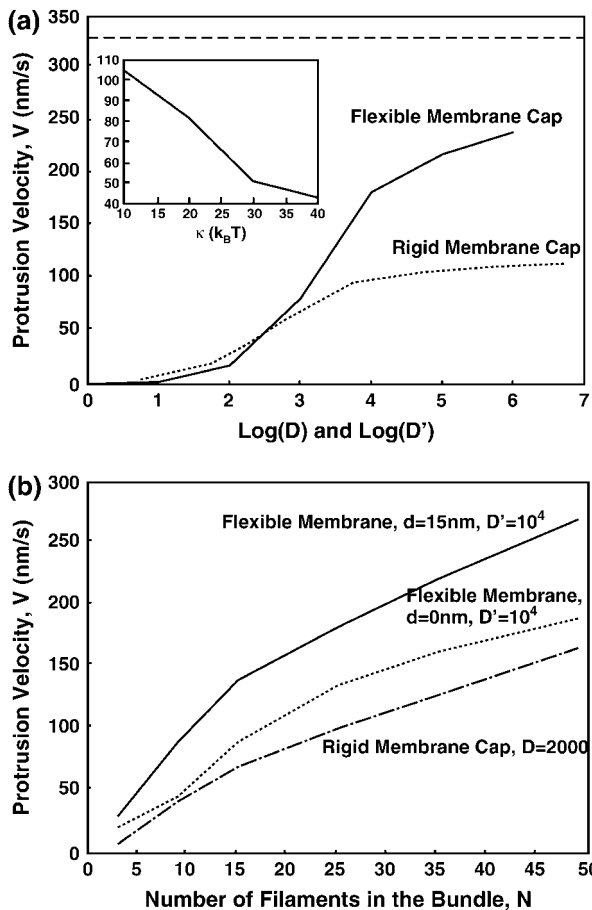 (a)
Protrusion Velocity, V (nm/s)
350
300
250
200
150
100
50
0
110
100
90
80
70
60
50
40
10 15 20 25 30 35 40
κ (kBT)
Flexible Membrane Cap
Rigid Membrane Cap
0 1 2 3 4 5 6 7
Log(D) and Log(D')
(b)
Protrusion Velocity, V (nm/s)
300
250
200
150
100
50
0
Flexible Membrane, d=15nm, D'=10⁴
Flexible Membrane,
d=0nm, D'=10⁴
Rigid Membrane Cap, D=2000
0 5 10 15 20 25 30 35 40 45 50
Number of Filaments in the Bundle, N